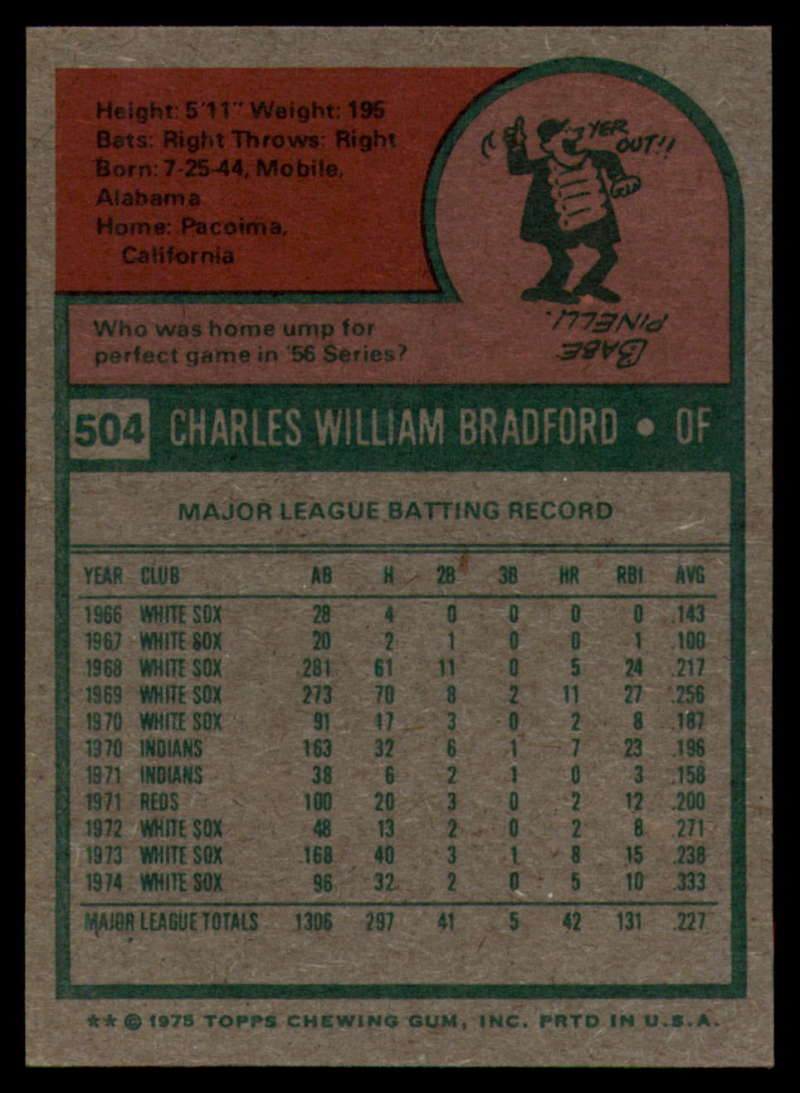 Height: 5'11" Weight: 195
Bats: Right Throws: Right
Born: 7-25-44, Mobile,
Alabama
Home: Pacoima,
California
YER
OUT!!
BABE
PINELLI.
Who was home ump for
perfect game in '56 Series?
504 CHARLES WILLIAM BRADFORD • OF
MAJOR LEAGUE BATTING RECORD
YEAR CLUB AB H 2B 3B HR RBI AVG
1966 WHITE SOX 28 4 0 0 0 0 .143
1967 WHITE SOX 20 2 1 0 0 1 .100
1968 WHITE SOX 281 61 11 0 5 24 .217
1969 WHITE SOX 273 70 8 2 11 27 .256
1970 WHITE SOX 91 17 3 0 2 8 .187
1970 INDIANS 163 32 6 1 7 23 .196
1971 INDIANS 38 6 2 1 0 3 .158
1971 REDS 100 20 3 0 2 12 .200
1972 WHITE SOX 48 13 2 0 2 8 .271
1973 WHITE SOX 168 40 3 1 8 15 .238
1974 WHITE SOX 96 32 2 0 5 10 .333
MAJOR LEAGUE TOTALS 1306 297 41 5 42 131 .227
** © 1975 TOPPS CHEWING GUM, INC. PRTD IN U.S.A.